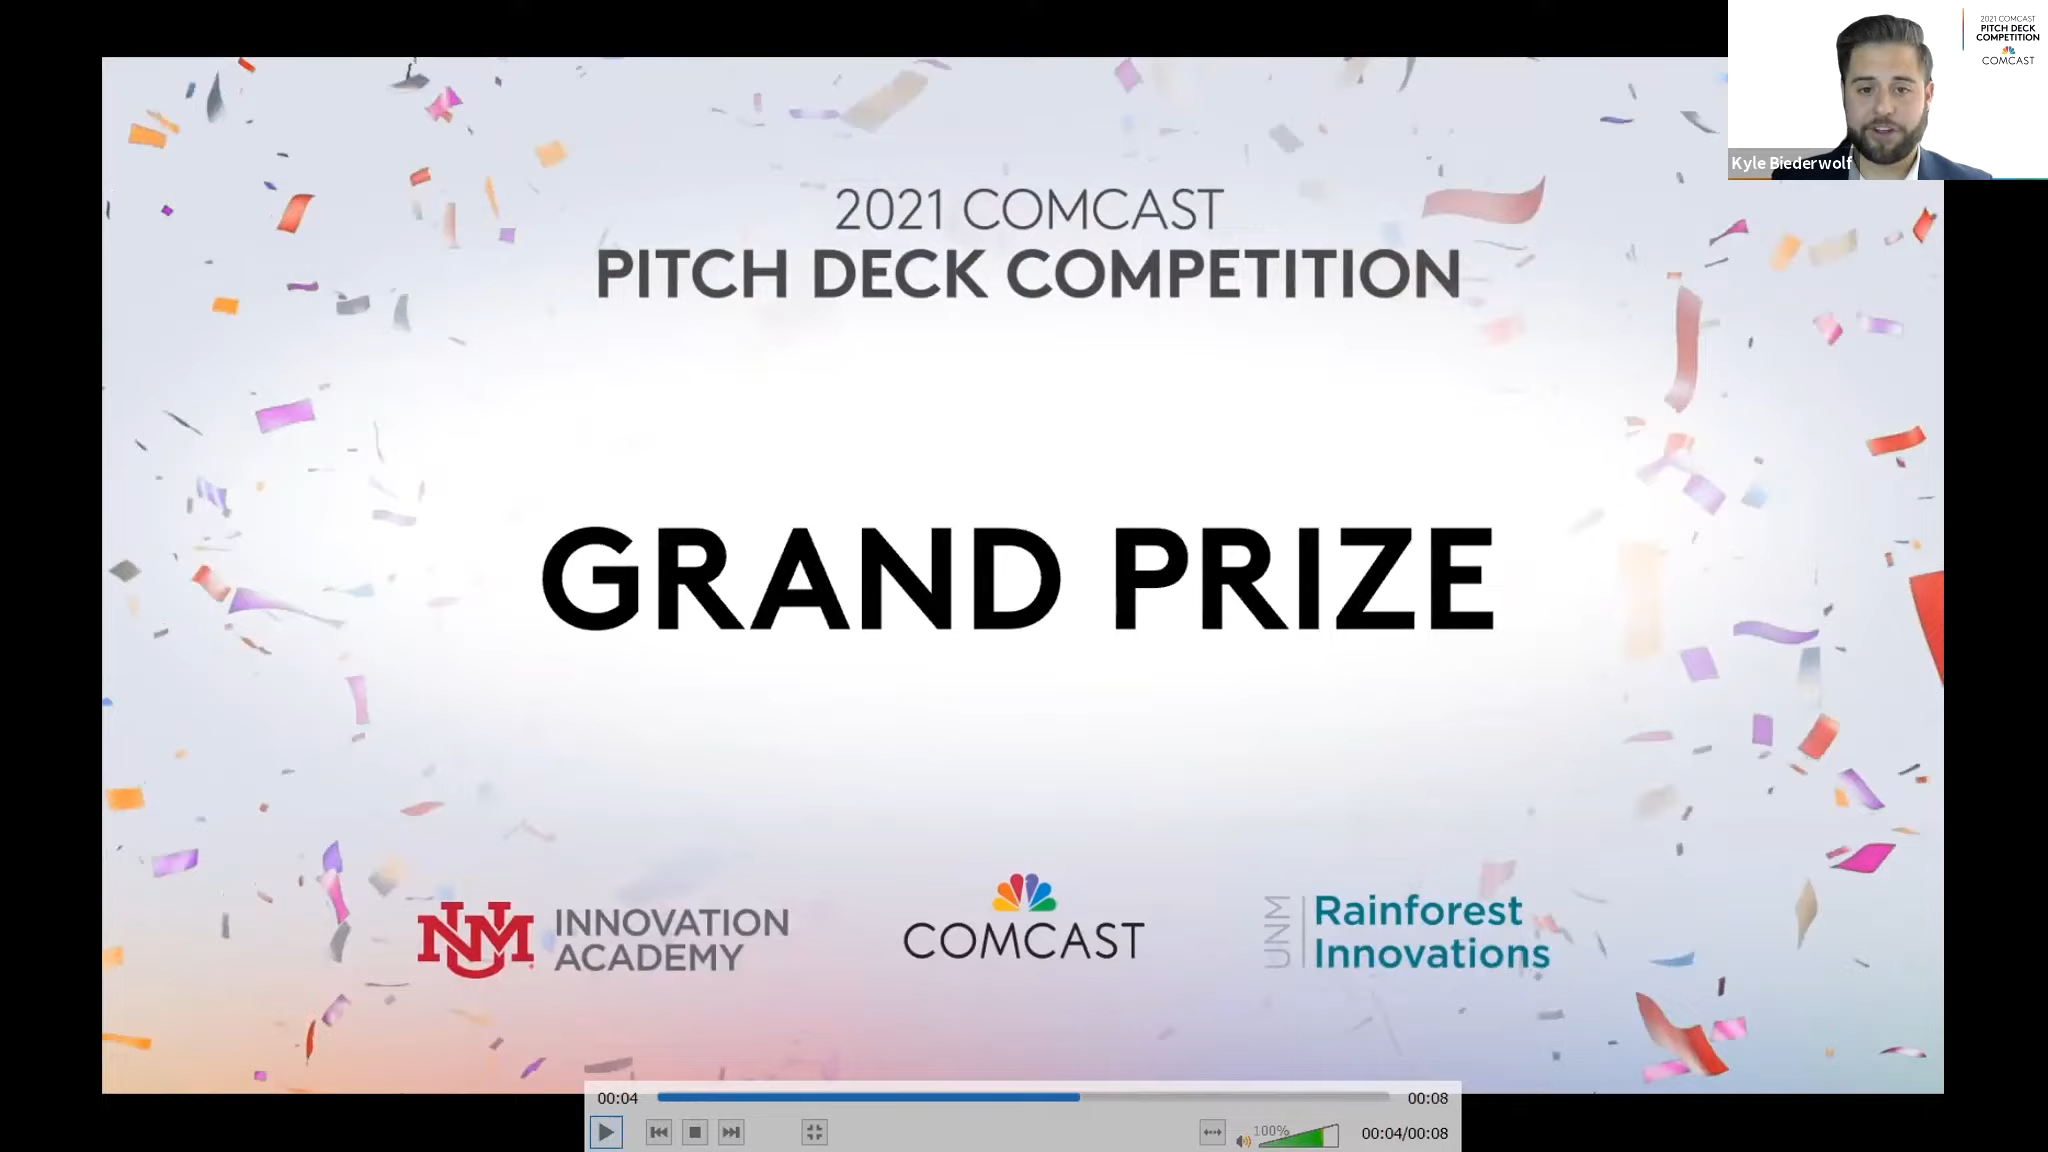 2021 COMCAST
PITCH DECK
COMPETITION
COMCAST
Kyle Biederwolf
2021 COMCAST
PITCH DECK COMPETITION
GRAND PRIZE
UNM
INNOVATION
ACADEMY
COMCAST
UNM
Rainforest
Innovations
00:04
00:08
100%
00:04/00:08